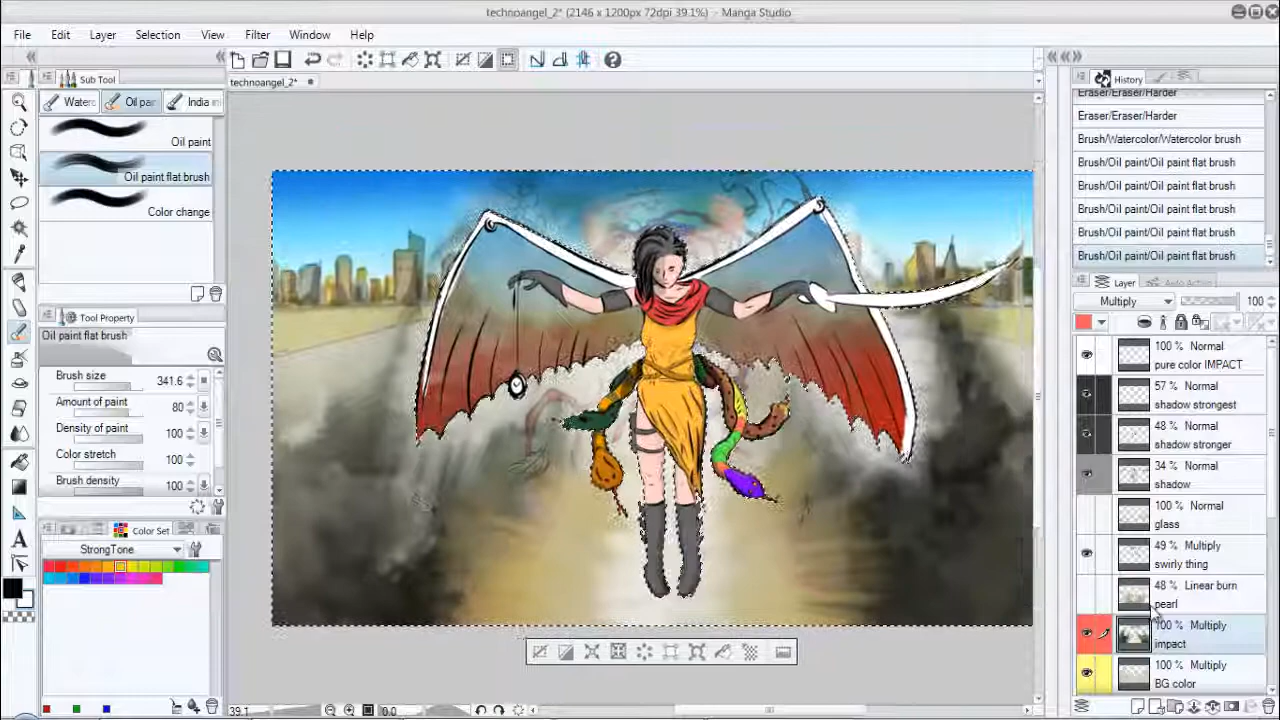 technoangel_2* (2146 x 1200px 72dpi 39.1%) - Manga Studio
File Edit Layer Selection View Filter Window Help
technoangel_2*
Sub Tool
Waterc Oil pai India in
Oil paint
Oil paint flat brush
Color change
Tool Property
Oil paint flat brush
Brush size 341.6
Amount of paint 80
Density of paint 100
Color stretch 100
Brush density 100
Color Set
StrongTone
39.1 0.0
History
Eraser/Eraser/Harder
Eraser/Eraser/Harder
Brush/Watercolor/Watercolor brush
Brush/Oil paint/Oil paint flat brush
Brush/Oil paint/Oil paint flat brush
Brush/Oil paint/Oil paint flat brush
Brush/Oil paint/Oil paint flat brush
Brush/Oil paint/Oil paint flat brush
Layer Auto Action
Multiply 100
100 % Normal
pure color IMPACT
57 % Normal
shadow strongest
48 % Normal
shadow stronger
34 % Normal
shadow
100 % Normal
glass
49 % Multiply
swirly thing
48 % Linear burn
pearl
100 % Multiply
impact
100 % Multiply
BG color